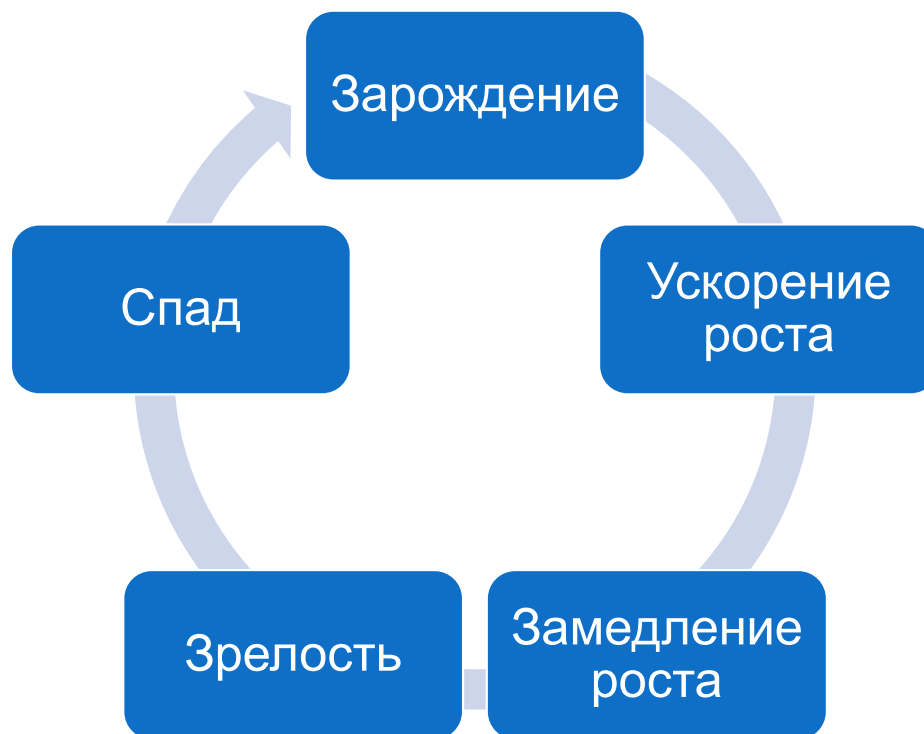 Зарождение
Ускорение
роста
Замедление
роста
Зрелость
Спад